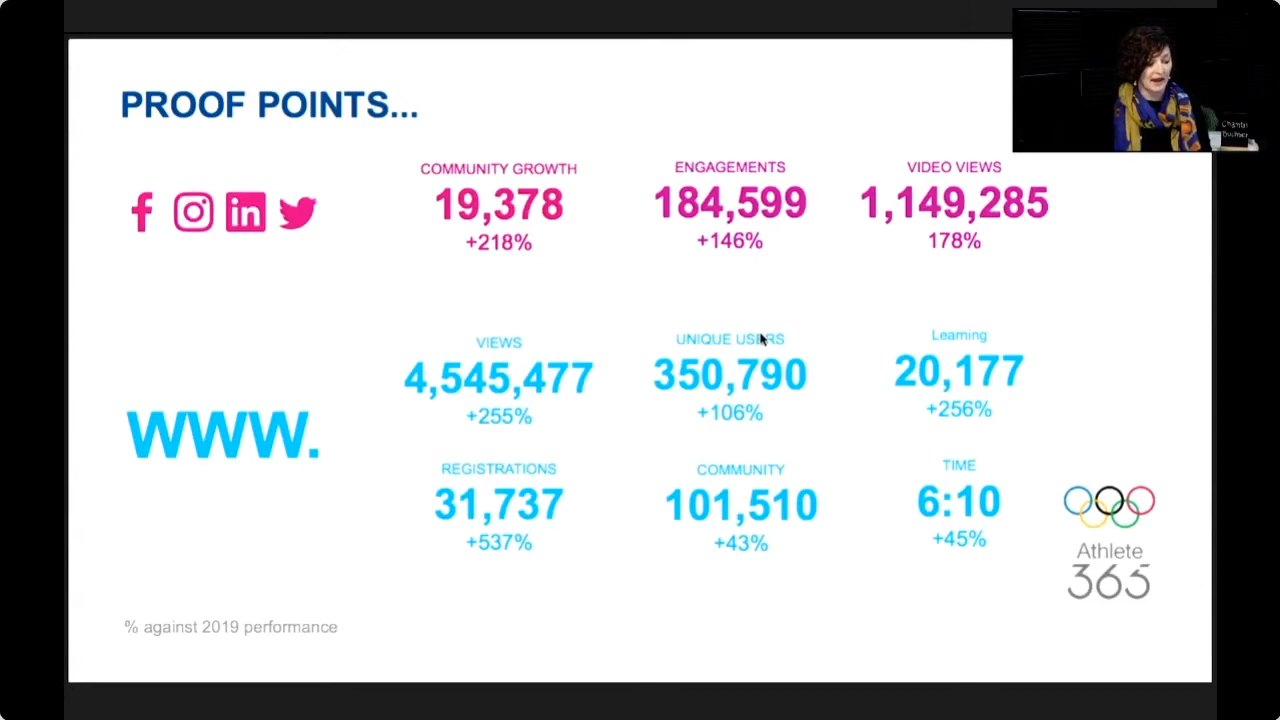 PROOF POINTS...
COMMUNITY GROWTH
19,378
+218%
ENGAGEMENTS
184,599
+146%
VIDEO VIEWS
1,149,285
178%
VIEWS
4,545,477
+255%
UNIQUE USERS
350,790
+106%
Learning
20,177
+256%
WWW.
REGISTRATIONS
31,737
+537%
COMMUNITY
101,510
+43%
TIME
6:10
+45%
Athlete
365
% against 2019 performance